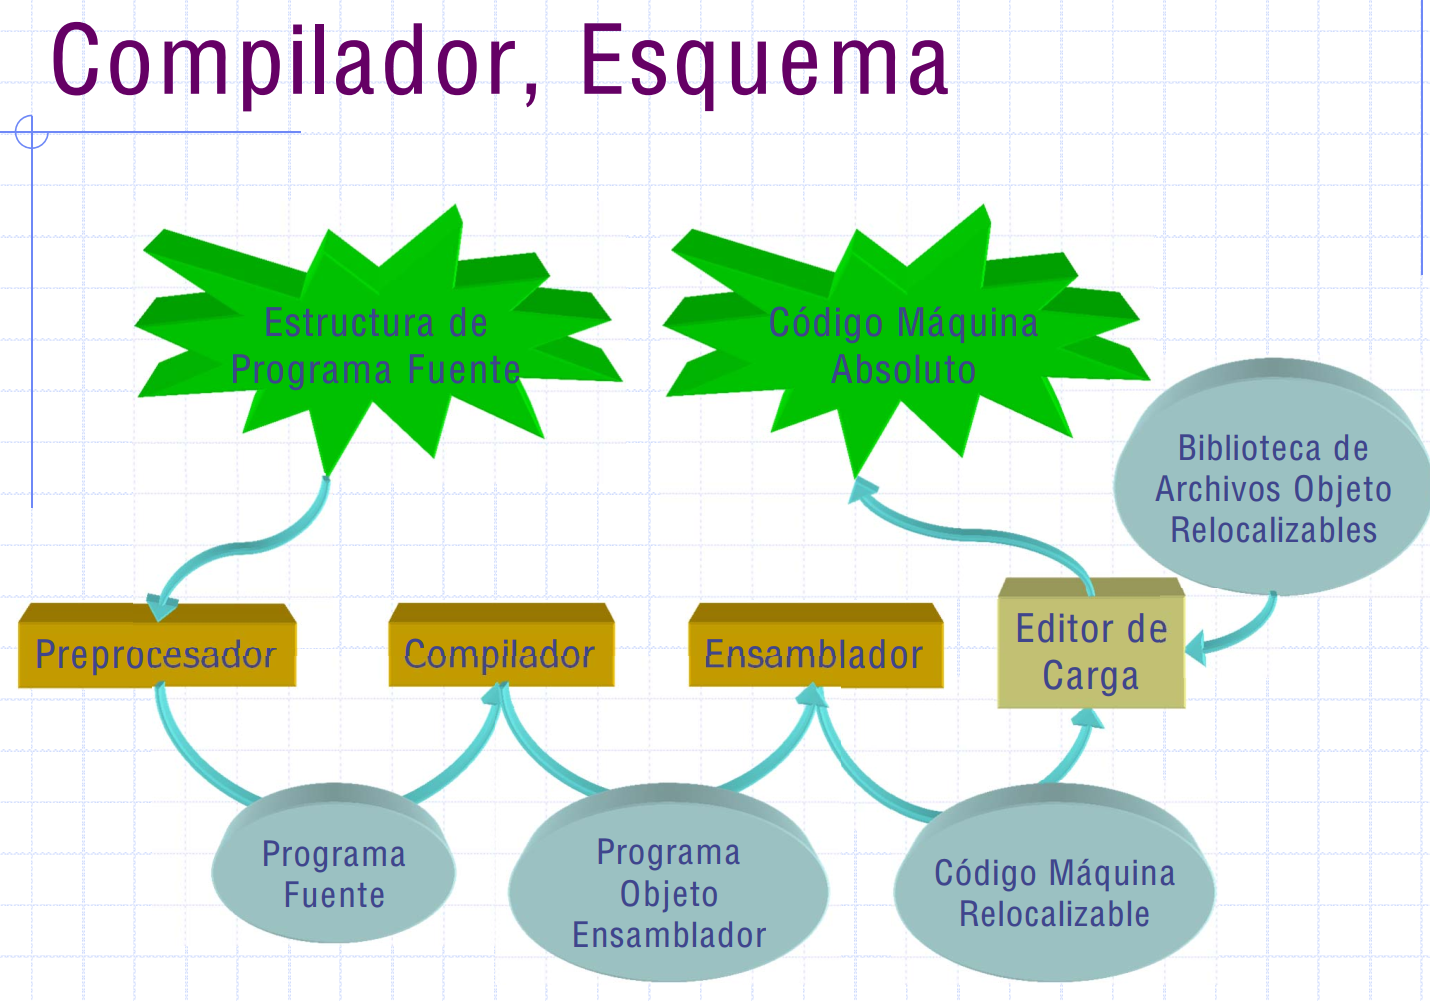 Compilador, Esquema
Estructura de
Programa Fuente
Código Máquina
Absoluto
Biblioteca de
Archivos Objeto
Relocalizables
Preprocesador
Compilador
Ensamblador
Editor de
Carga
Programa
Fuente
Programa
Objeto
Ensamblador
Código Máquina
Relocalizable